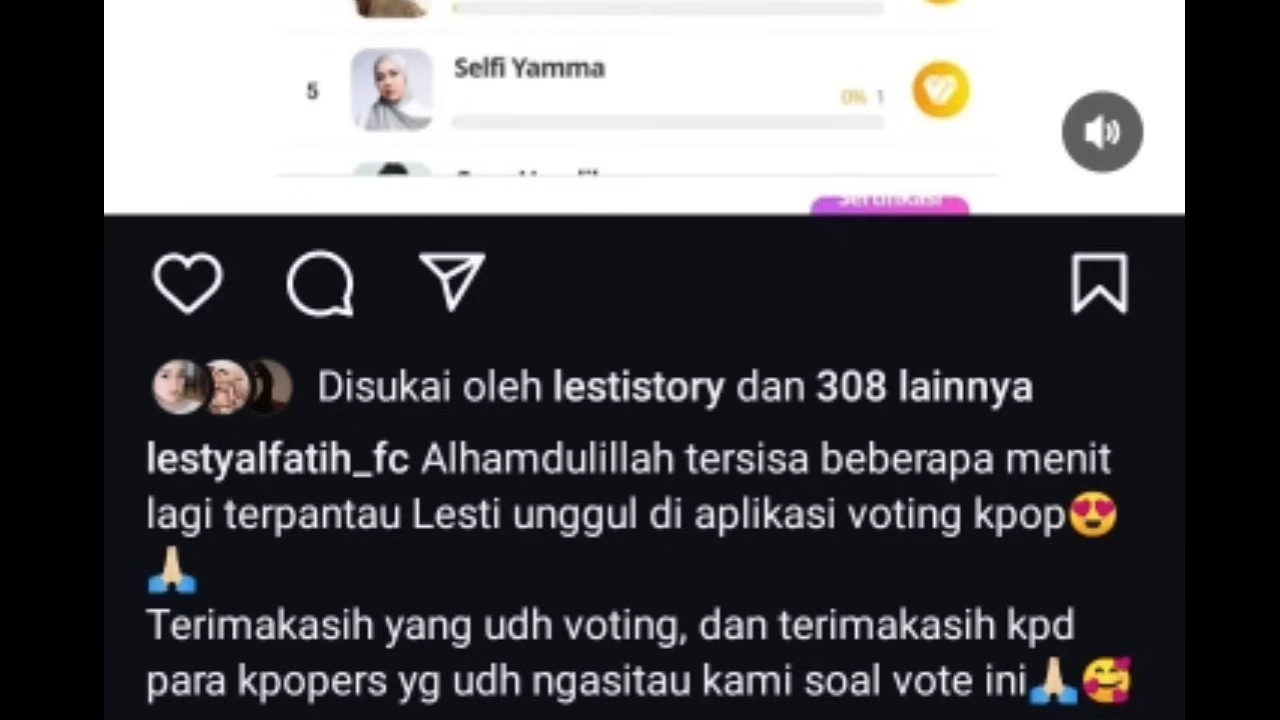 Selfi Yamma
5
0% 1
Sertifikasi
Disukai oleh lestistory dan 308 lainnya
lestyalfatih_fc Alhamdulillah tersisa beberapa menit
lagi terpantau Lesti unggul di aplikasi voting kpop😍
🙏🏼
Terimakasih yang udh voting, dan terimakasih kpd
para kpopers yg udh ngasitau kami soal vote ini🙏🏼🥰